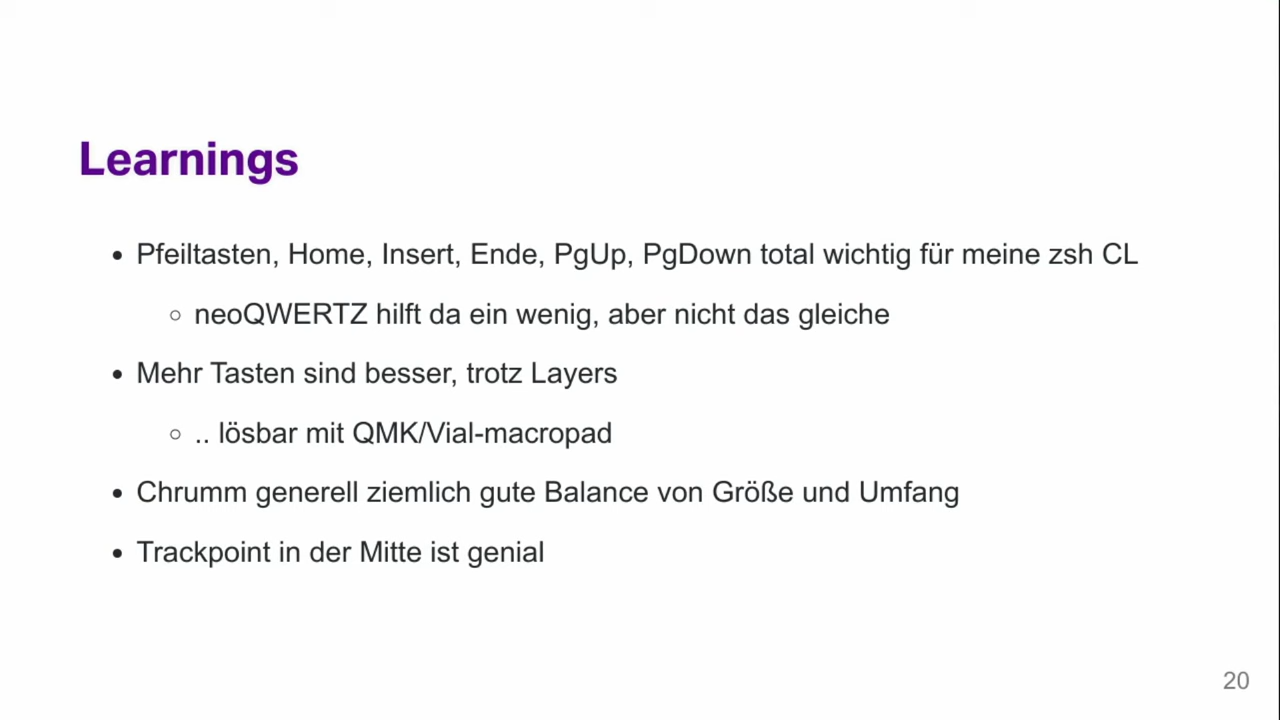 Learnings
Pfeiltasten, Home, Insert, Ende, PgUp, PgDown total wichtig für meine zsh CL
neoQWERTZ hilft da ein wenig, aber nicht das gleiche
Mehr Tasten sind besser, trotz Layers
.. lösbar mit QMK/Vial-macropad
Chrumm generell ziemlich gute Balance von Größe und Umfang
Trackpoint in der Mitte ist genial
20